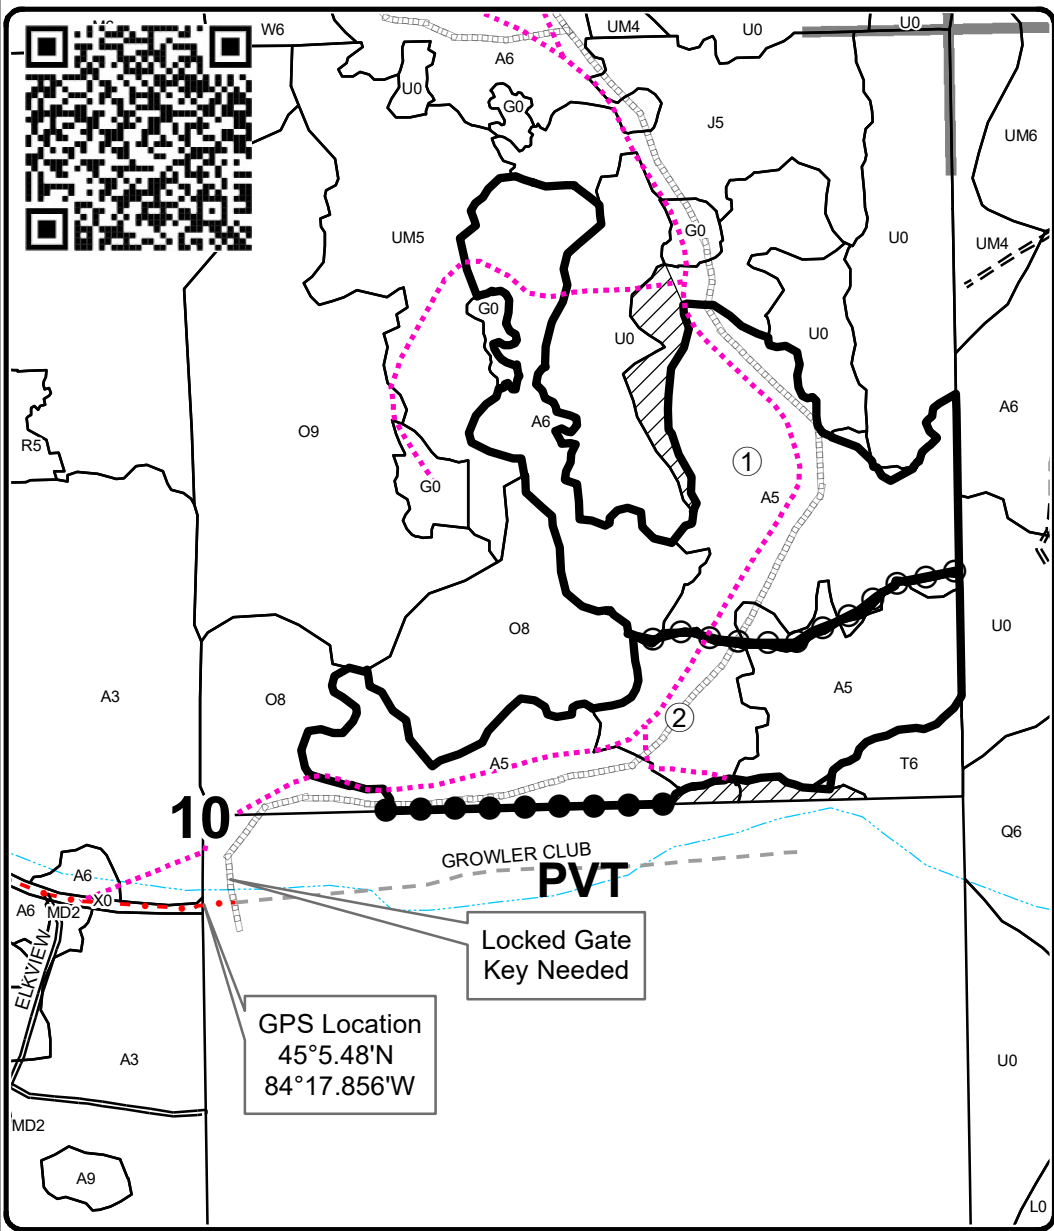 W6
UM4
U0
U0
A6
U0
G0
J5
UM6
UM5
G0
U0
UM4
G0
U0
U0
A6
A6
R5
O9
1
G0
A5
O8
U0
A3
O8
A5
2
A5
T6
10
Q6
GROWLER CLUB
PVT
A6
X0
A6
MD2
ELKVIEW
Locked Gate
Key Needed
GPS Location
45°5.48'N
84°17.856'W
A3
U0
MD2
A9
L0